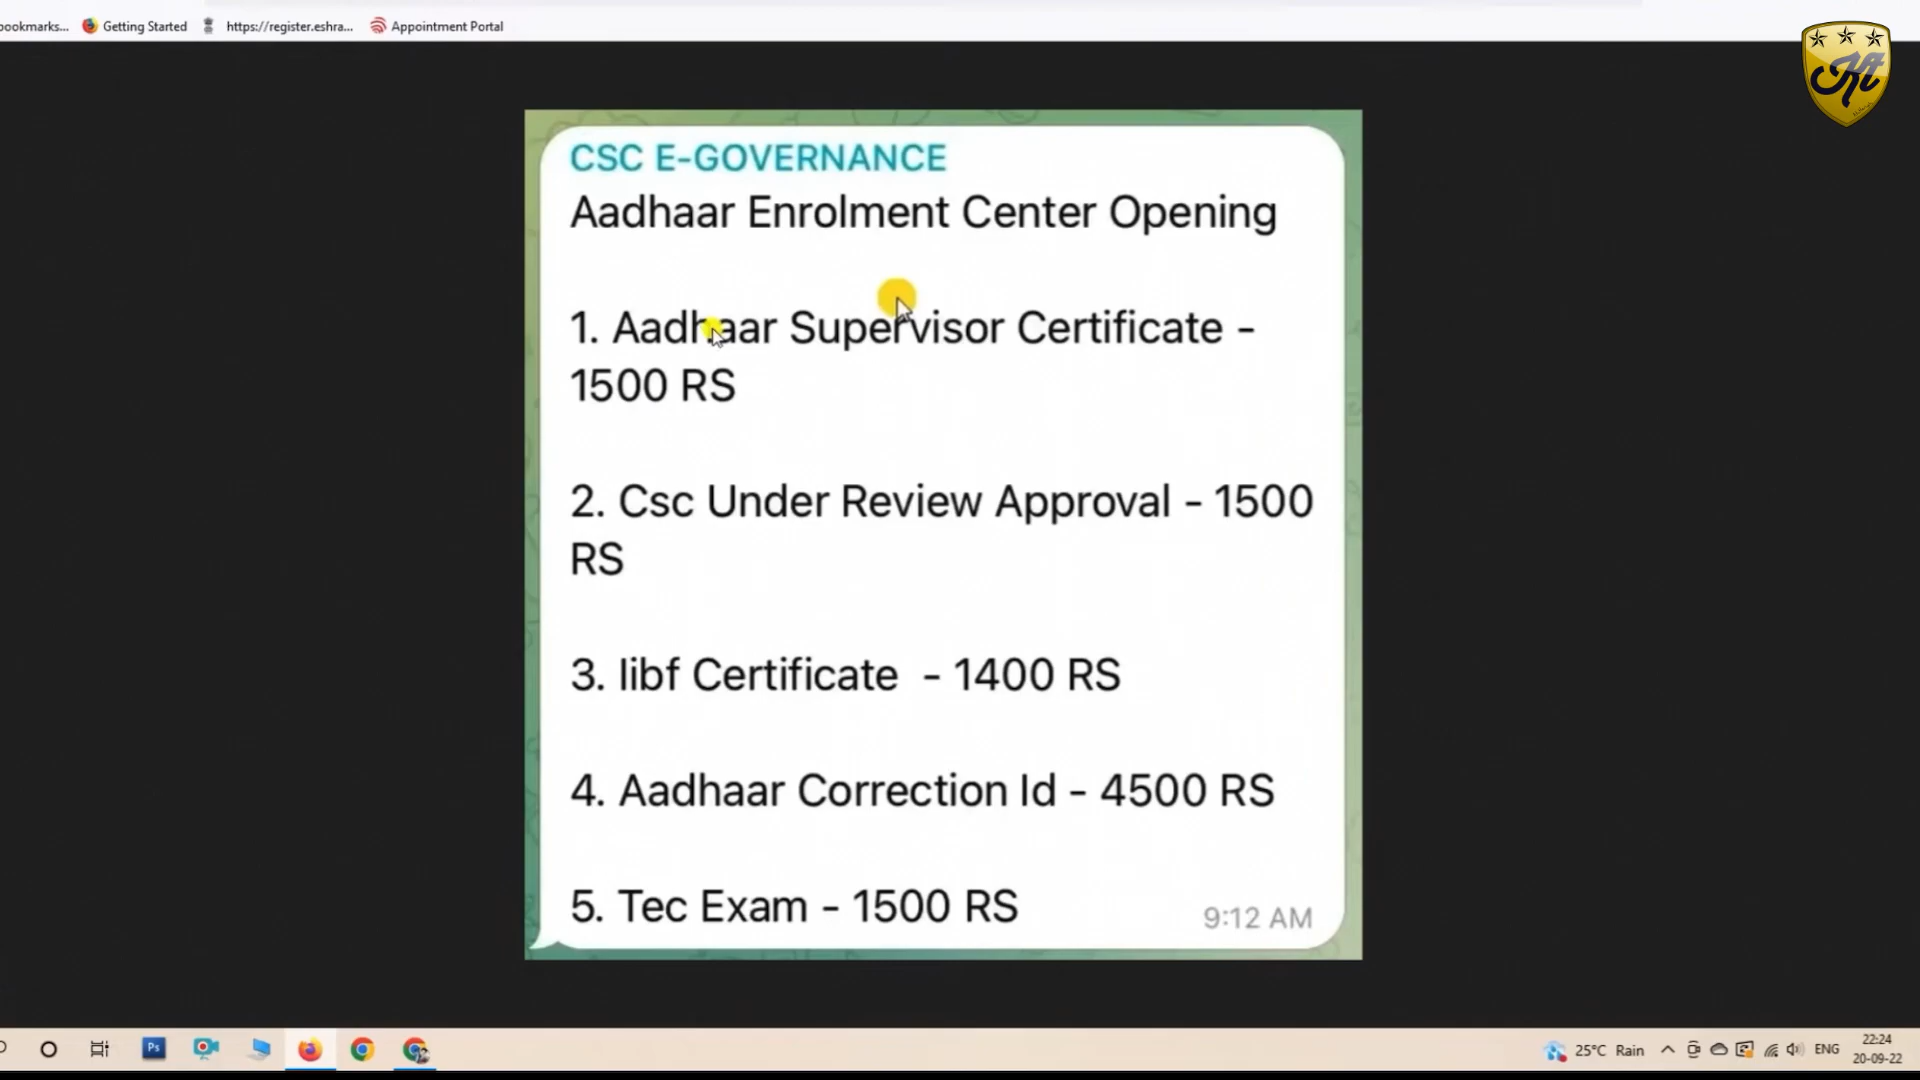 ookmarks...
Getting Started
https://register.eshra...
Appointment Portal
CSC E-GOVERNANCE
Aadhaar Enrolment Center Opening
1. Aadhaar Supervisor Certificate -
1500 RS
2. Csc Under Review Approval - 1500
RS
3. Iibf Certificate - 1400 RS
4. Aadhaar Correction Id - 4500 RS
5. Tec Exam - 1500 RS
9:12 AM
Ps
25°C Rain
ENG
22:24
20-09-22